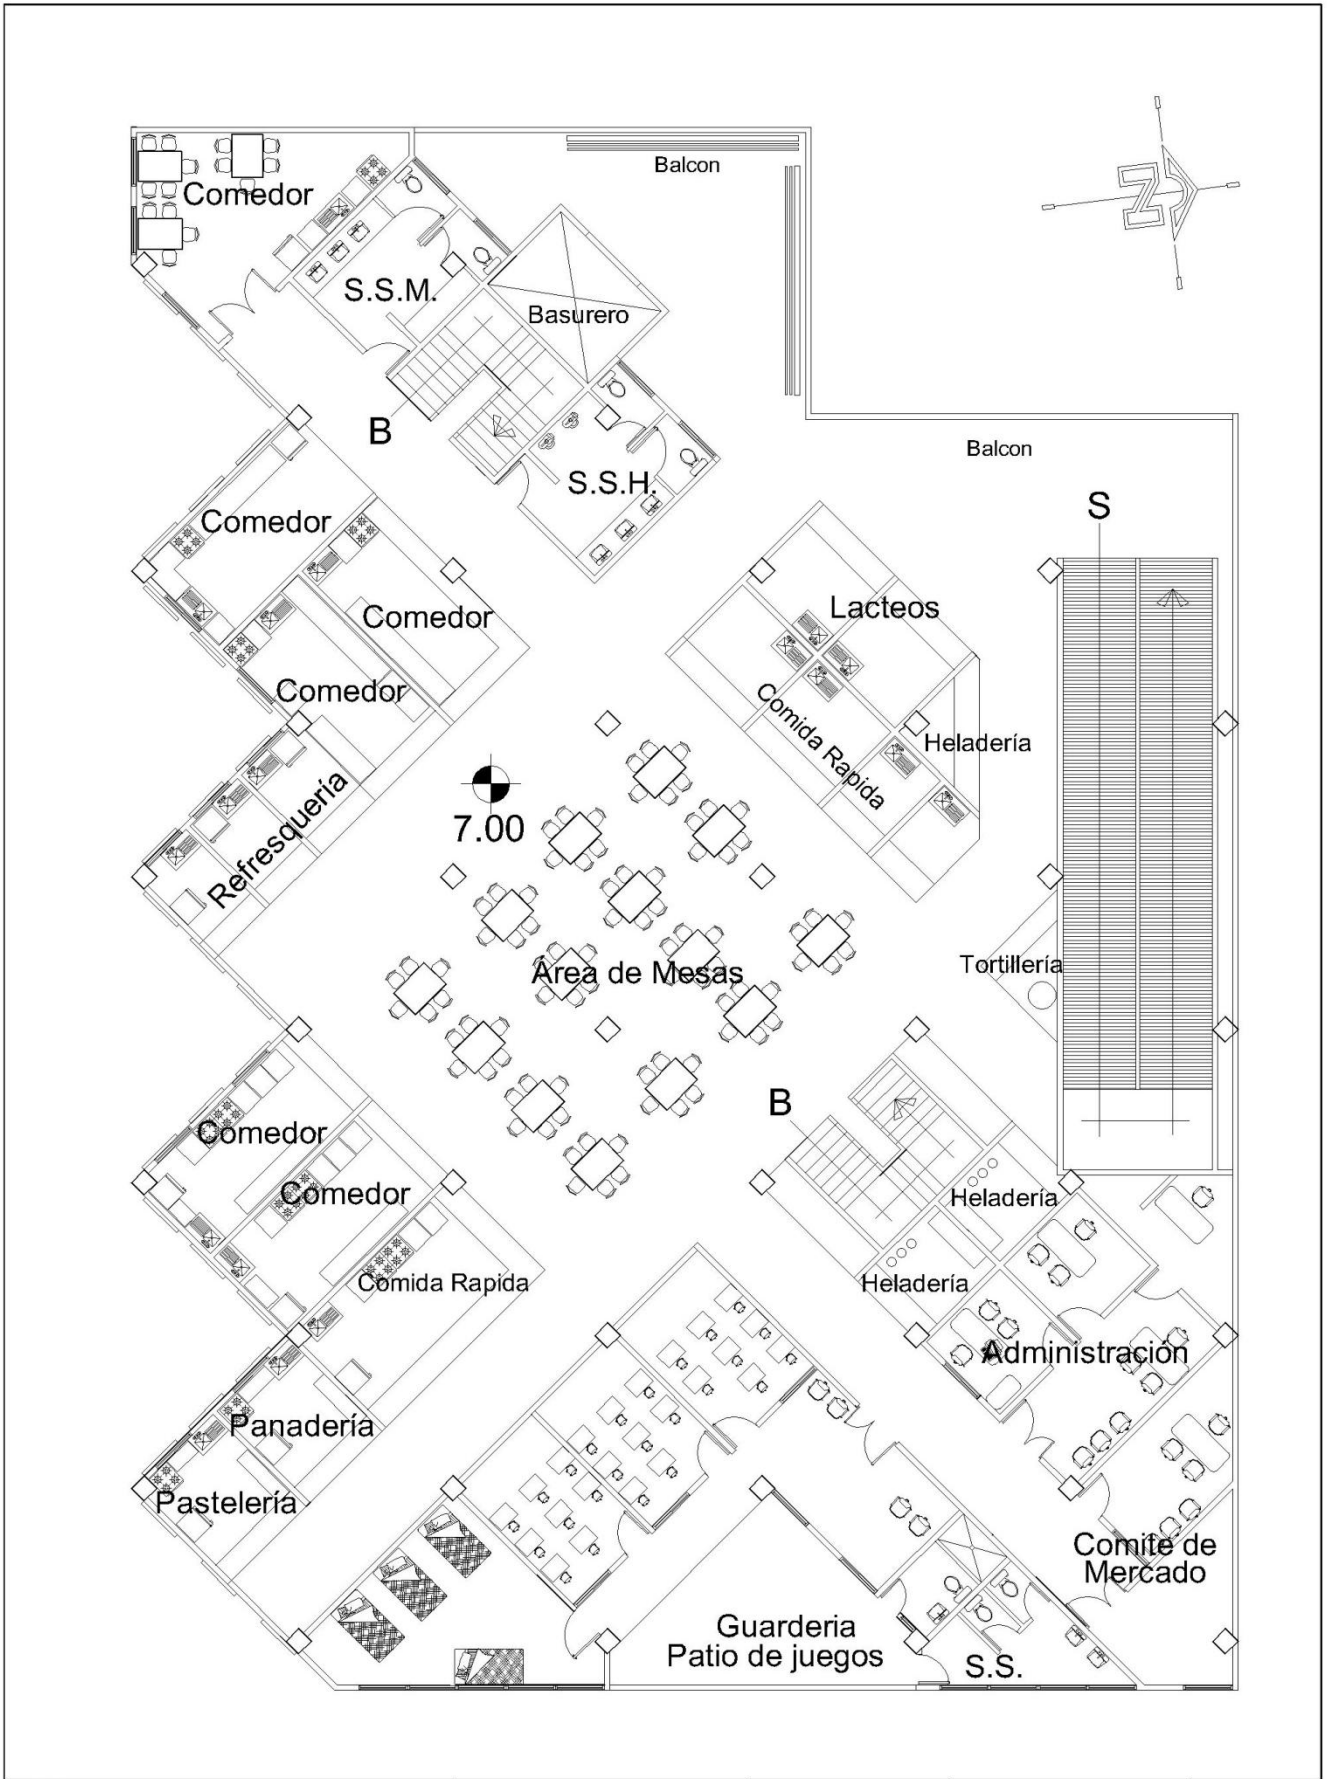 Balcon
N
Comedor
S.S.M.
Basurero
B
Balcon
S.S.H.
S
Comedor
Lacteos
Comedor
Comedor
Comida Rapida
Heladería
Refresquería
7.00
Tortillería
Area de Mesas
B
Comedor
Comedor
Heladería
Comida Rapida
Heladería
Administración
Panadería
Pastelería
Comite de
Mercado
Guarderia
Patio de juegos
S.S.